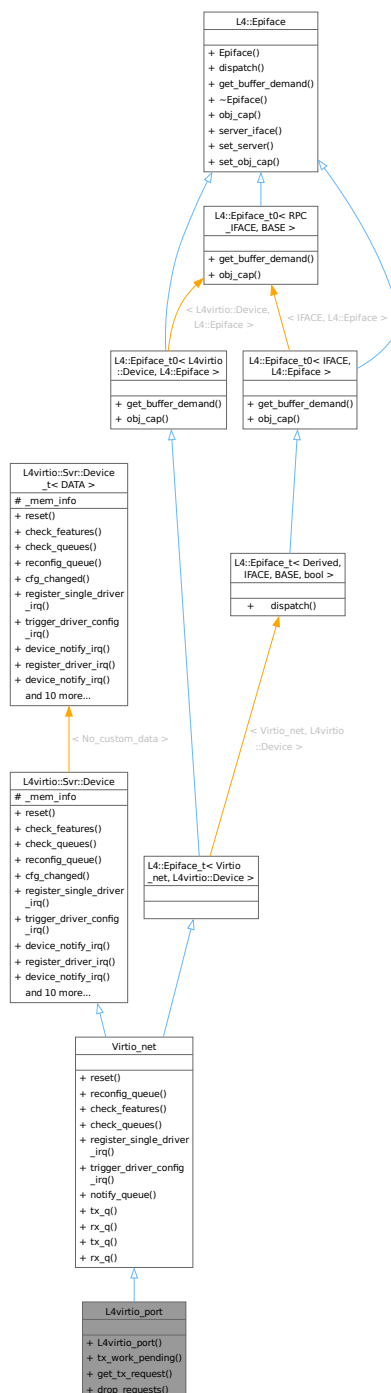 L4::Epiface
+ Epiface()
+ dispatch()
+ get_buffer_demand()
+ ~Epiface()
+ obj_cap()
+ server_iface()
+ set_server()
+ set_obj_cap()
L4::Epiface_t0< RPC
_IFACE, BASE >
+ get_buffer_demand()
+ obj_cap()
< L4virtio::Device,
L4::Epiface >
< IFACE, L4::Epiface >
L4::Epiface_t0< L4virtio
::Device, L4::Epiface >
+ get_buffer_demand()
+ obj_cap()
L4::Epiface_t0< IFACE,
L4::Epiface >
+ get_buffer_demand()
+ obj_cap()
L4virtio::Svr::Device
_t< DATA >
# _mem_info
+ reset()
+ check_features()
+ check_queues()
+ reconfig_queue()
+ cfg_changed()
+ register_single_driver
_irq()
+ trigger_driver_config
_irq()
+ device_notify_irq()
+ register_driver_irq()
+ device_notify_irq()
and 10 more...
L4::Epiface_t< Derived,
IFACE, BASE, bool >
+ dispatch()
< No_custom_data >
< Virtio_net, L4virtio
::Device >
L4virtio::Svr::Device
# _mem_info
+ reset()
+ check_features()
+ check_queues()
+ reconfig_queue()
+ cfg_changed()
+ register_single_driver
_irq()
+ trigger_driver_config
_irq()
+ device_notify_irq()
+ register_driver_irq()
+ device_notify_irq()
and 10 more...
L4::Epiface_t< Virtio
_net, L4virtio::Device >
Virtio_net
+ reset()
+ reconfig_queue()
+ check_features()
+ check_queues()
+ register_single_driver
_irq()
+ trigger_driver_config
_irq()
+ notify_queue()
+ tx_q()
+ rx_q()
+ tx_q()
+ rx_q()
L4virtio_port
+ L4virtio_port()
+ tx_work_pending()
+ get_tx_request()
+ drop_requests()